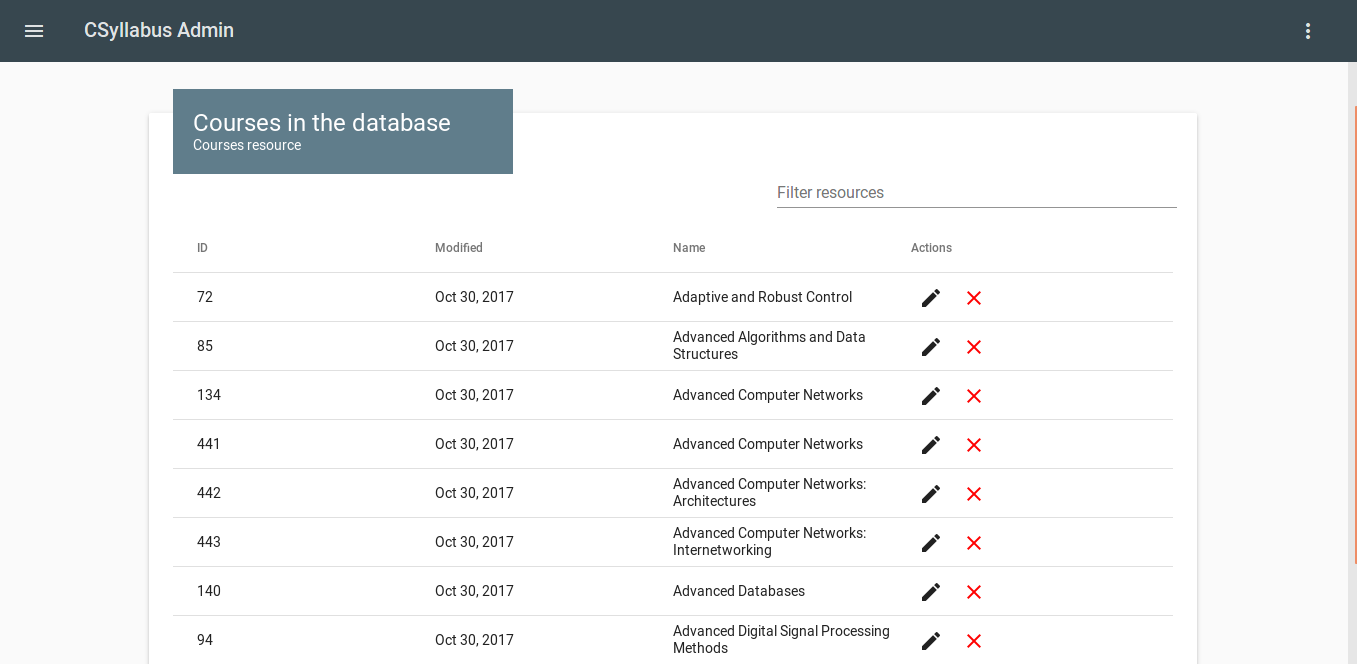 CSyllabus Admin
Courses in the database
Courses resource
Filter resources
ID Modified Name Actions
72 Oct 30, 2017 Adaptive and Robust Control
85 Oct 30, 2017 Advanced Algorithms and Data
Structures
134 Oct 30, 2017 Advanced Computer Networks
441 Oct 30, 2017 Advanced Computer Networks
442 Oct 30, 2017 Advanced Computer Networks:
Architectures
443 Oct 30, 2017 Advanced Computer Networks:
Internetworking
140 Oct 30, 2017 Advanced Databases
94 Oct 30, 2017 Advanced Digital Signal Processing
Methods